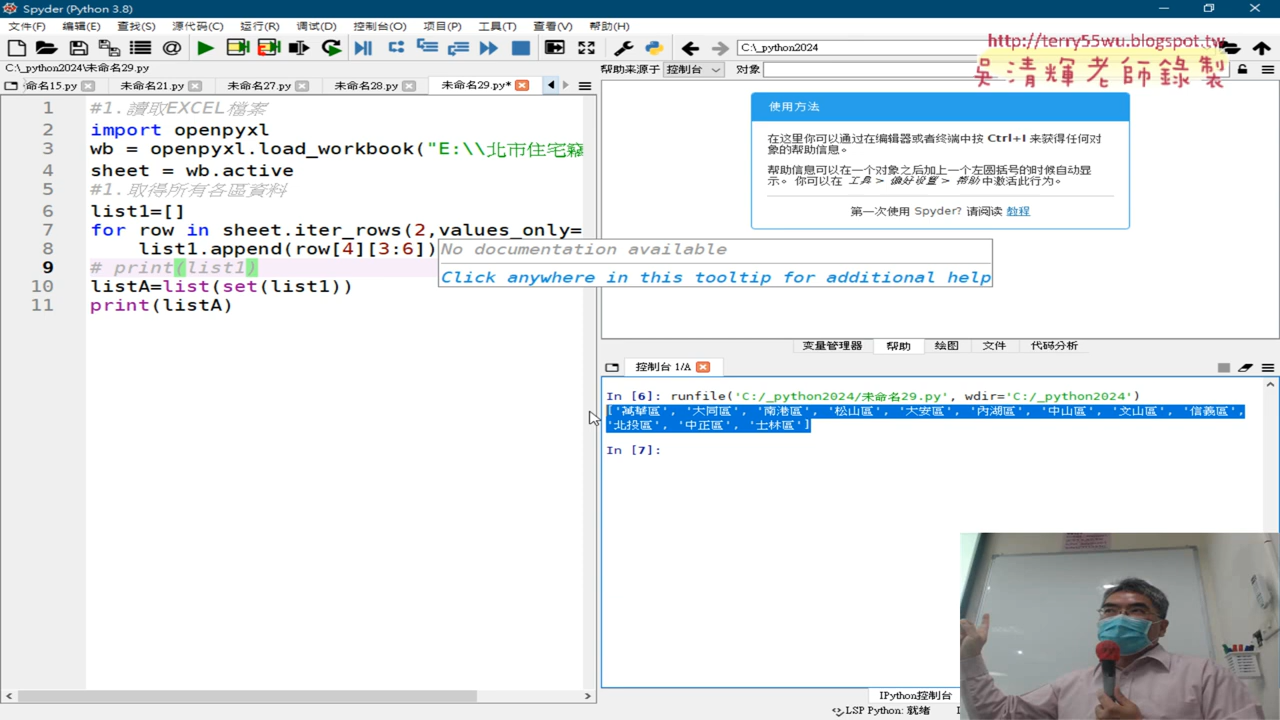 Spyder (Python 3.8)
文件(F) 编辑(E) 查找(S) 源代码(C) 运行(R) 调试(D) 控制台(O) 项目(P) 工具(T) 查看(V) 帮助(H)
C:\_python2024
http://terry55wu.blogspot.tw
吳清輝老師錄製
C:\_python2024\未命名29.py
帮助来源于 控制台 对象
命名15.py 未命名21.py 未命名27.py 未命名28.py 未命名29.py*
1 #1.讀取EXCEL檔案
2 import openpyxl
3 wb = openpyxl.load_workbook("E:\\北市住宅竊
4 sheet = wb.active
5 #1.取得所有各區資料
6 list1=[]
7 for row in sheet.iter_rows(2,values_only=
8 list1.append(row[4][3:6])
9 # print(list1)
10 listA=list(set(list1))
11 print(listA)
No documentation available
Click anywhere in this tooltip for additional help
使用方法
在这里你可以通过在编辑器或者终端中按 Ctrl+I 来获得任何对
象的帮助信息。
帮助信息可以在一个对象之后加上一个左圆括号的时候自动显
示。 你可以在 工具 > 偏好设置 > 帮助 中激活此行为。
第一次使用 Spyder? 请阅读 教程
变量管理器 帮助 绘图 文件 代码分析
控制台 1/A
In [6]: runfile('C:/_python2024/未命名29.py', wdir='C:/_python2024')
['萬華區', '大同區', '南港區', '松山區', '大安區', '內湖區', '中山區', '文山區', '信義區',
'北投區', '中正區', '士林區']
In [7]:
IPython控制台
LSP Python: 就绪